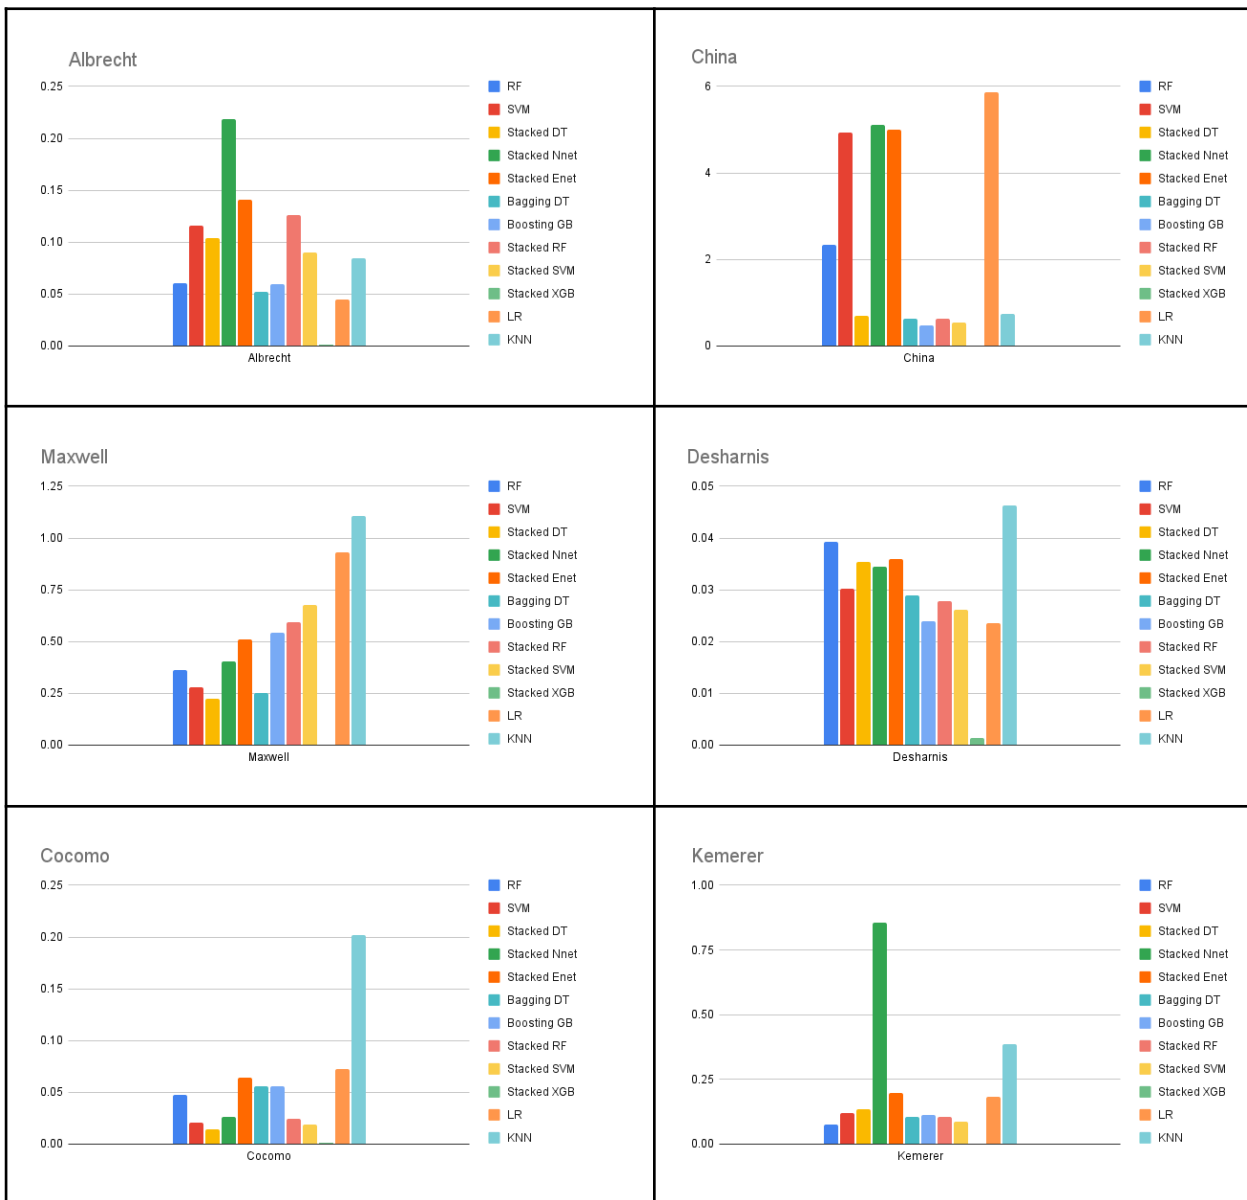 Albrecht
0.25
0.20
0.15
0.10
0.05
0.00
Albrecht
RF
SVM
Stacked DT
Stacked Nnet
Stacked Enet
Bagging DT
Boosting GB
Stacked RF
Stacked SVM
Stacked XGB
LR
KNN
China
6
4
2
0
China
RF
SVM
Stacked DT
Stacked Nnet
Stacked Enet
Bagging DT
Boosting GB
Stacked RF
Stacked SVM
Stacked XGB
LR
KNN
Maxwell
1.25
1.00
0.75
0.50
0.25
0.00
Maxwell
RF
SVM
Stacked DT
Stacked Nnet
Stacked Enet
Bagging DT
Boosting GB
Stacked RF
Stacked SVM
Stacked XGB
LR
KNN
Desharnis
0.05
0.04
0.03
0.02
0.01
0.00
Desharnis
RF
SVM
Stacked DT
Stacked Nnet
Stacked Enet
Bagging DT
Boosting GB
Stacked RF
Stacked SVM
Stacked XGB
LR
KNN
Cocomo
0.25
0.20
0.15
0.10
0.05
0.00
Cocomo
RF
SVM
Stacked DT
Stacked Nnet
Stacked Enet
Bagging DT
Boosting GB
Stacked RF
Stacked SVM
Stacked XGB
LR
KNN
Kemerer
1.00
0.75
0.50
0.25
0.00
Kemerer
RF
SVM
Stacked DT
Stacked Nnet
Stacked Enet
Bagging DT
Boosting GB
Stacked RF
Stacked SVM
Stacked XGB
LR
KNN